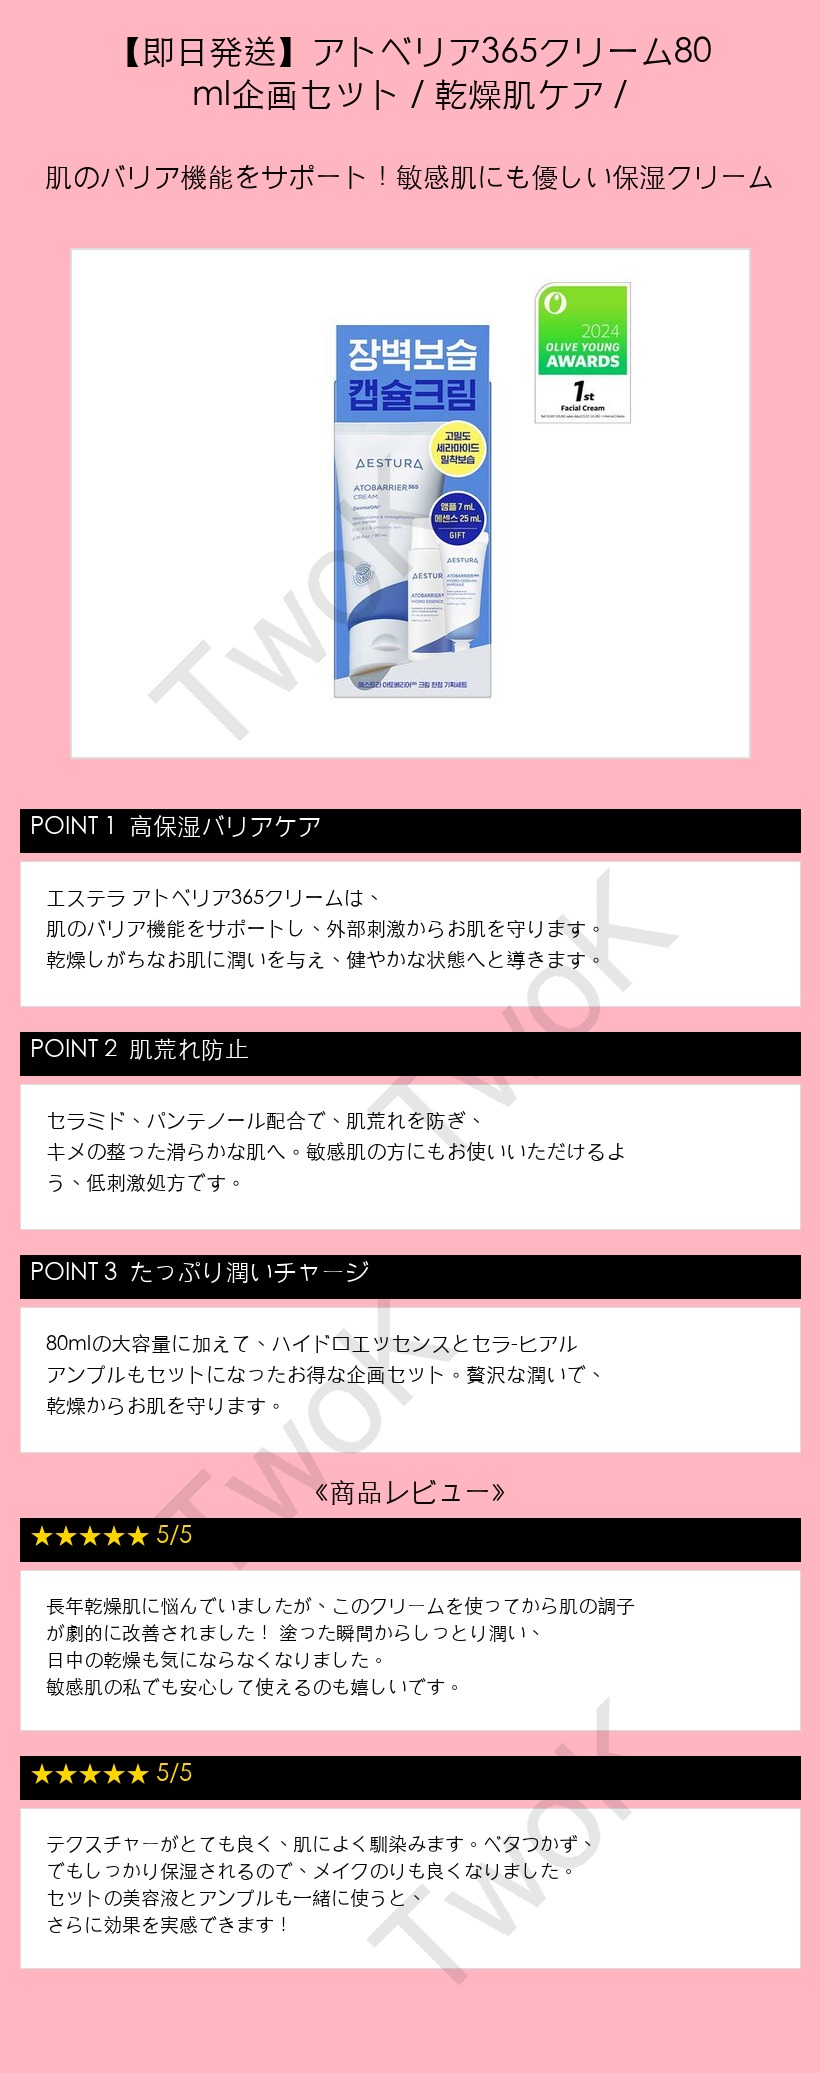 【即日発送】アトベリア365クリーム80
ml企画セット / 乾燥肌ケア /
肌のバリア機能をサポート！敏感肌にも優しい保湿クリーム
2024
OLIVE YOUNG
AWARDS
1st
Facial Cream
장벽보습
캡슐크림
고밀도
세라마이드
밀착보습
AESTURA
ATOBARRIER365
CREAM
DermaON
앰플 7 mL
에센스 25 mL
GIFT
AESTURA
AESTUR
ATOBARRIER
HYDRO ESSENCE
에스트라 아토베리어365 크림 한정 기획세트
TwoK
POINT 1 高保湿バリアケア
エステラ アトベリア365クリームは、
肌のバリア機能をサポートし、外部刺激からお肌を守ります。
乾燥しがちなお肌に潤いを与え、健やかな状態へと導きます。
TwoK
POINT 2 肌荒れ防止
セラミド、パンテノール配合で、肌荒れを防ぎ、
キメの整った滑らかな肌へ。敏感肌の方にもお使いいただけるよ
う、低刺激処方です。
POINT 3 たっぷり潤いチャージ
80mlの大容量に加えて、ハイドロエッセンスとセラ-ヒアル
アンプルもセットになったお得な企画セット。贅沢な潤いで、
乾燥からお肌を守ります。
TwoK
《商品レビュー》
★★★★★ 5/5
長年乾燥肌に悩んでいましたが、このクリームを使ってから肌の調子
が劇的に改善されました！ 塗った瞬間からしっとり潤い、
日中の乾燥も気にならなくなりました。
敏感肌の私でも安心して使えるのも嬉しいです。
★★★★★ 5/5
テクスチャーがとても良く、肌によく馴染みます。ベタつかず、
でもしっかり保湿されるので、メイクのりも良くなりました。
セットの美容液とアンプルも一緒に使うと、
さらに効果を実感できます！
TwoK